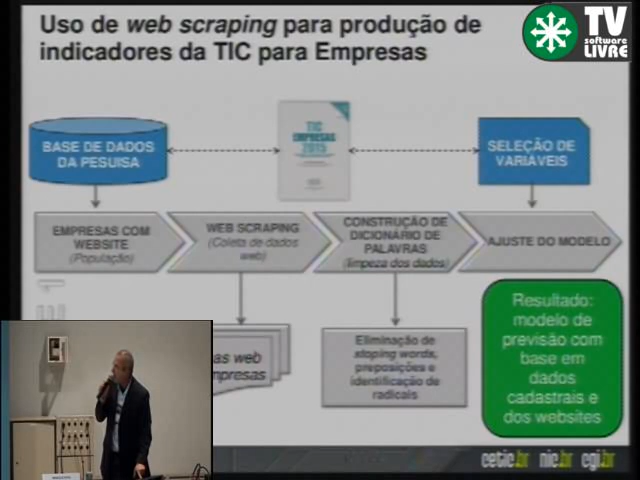 Uso de web scraping para produção de
indicadores da TIC para Empresas
TV
software
LIVRE
BASE DE DADOS
DA PESUISA
TIC
EMPRESAS
2015
SELEÇÃO DE
VARIÁVEIS
EMPRESAS COM
WEBSITE
(População)
WEB SCRAPING
(Coleta de dados
web)
CONSTRUÇÃO DE
DICIONÁRIO DE
PALAVRAS
(limpeza dos dados)
AJUSTE DO MODELO
as web
mpresas
Eliminação de
stoping words,
preposições e
identificação de
radicais
Resultado:
modelo de
previsão com
base em
dados
cadastrais e
dos websites
cetic.br nic.br cgi.br